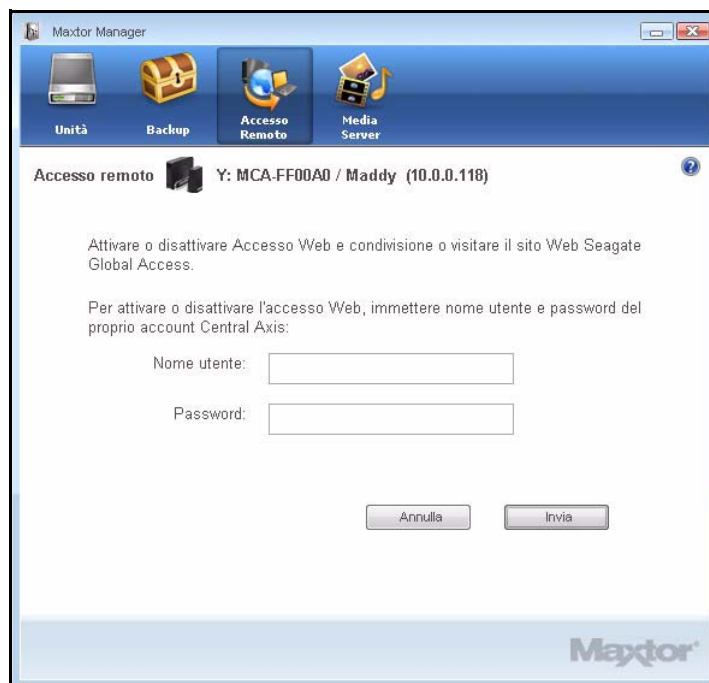 Maxtor Manager
Unità
Backup
Accesso
Remoto
Media
Server
Accesso remoto Y: MCA-FF00A0 / Maddy (10.0.0.118)
?
Attivare o disattivare Accesso Web e condivisione o visitare il sito Web Seagate
Global Access.
Per attivare o disattivare l'accesso Web, immettere nome utente e password del
proprio account Central Axis:
Nome utente:
Password:
Annulla
Invia
Maxtor